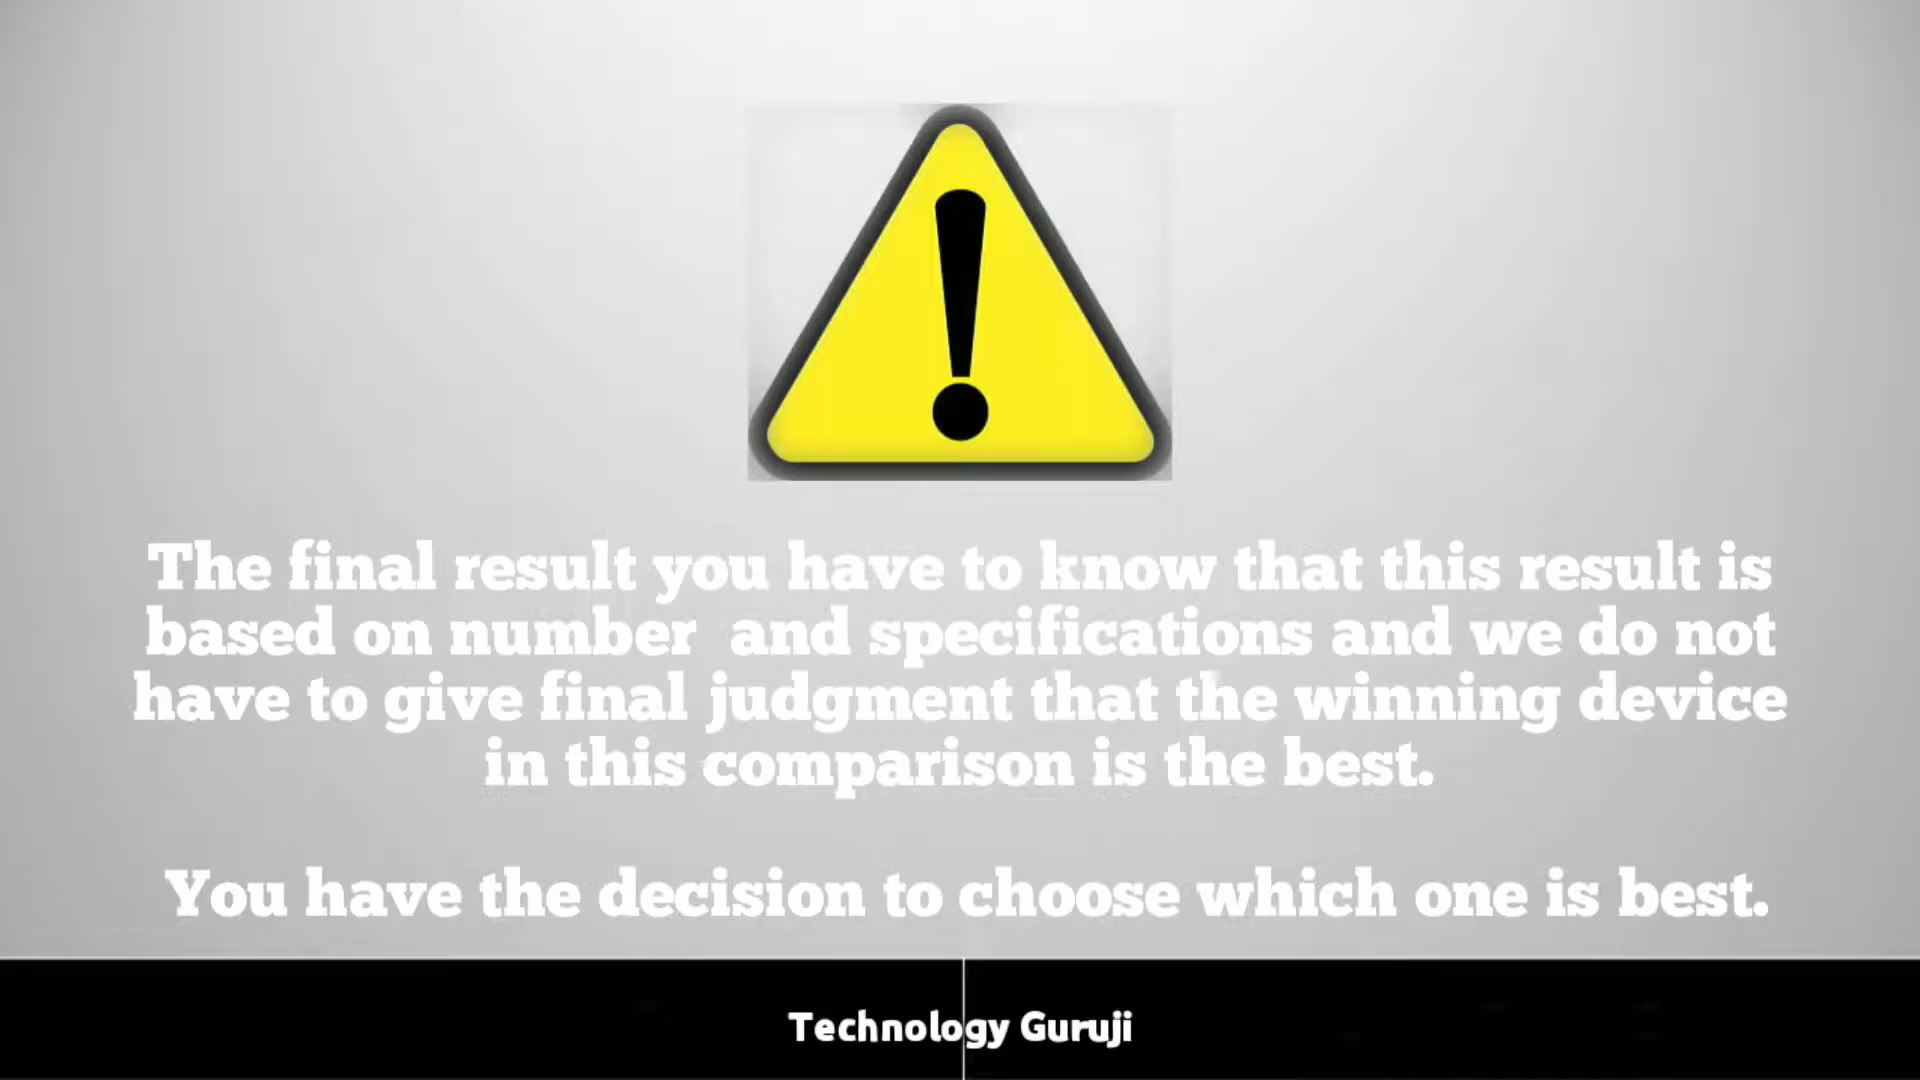 The final result you have to know that this result is
based on number and specifications and we do not
have to give final judgment that the winning device
in this comparison is the best.
You have the decision to choose which one is best.
Technology Guruji